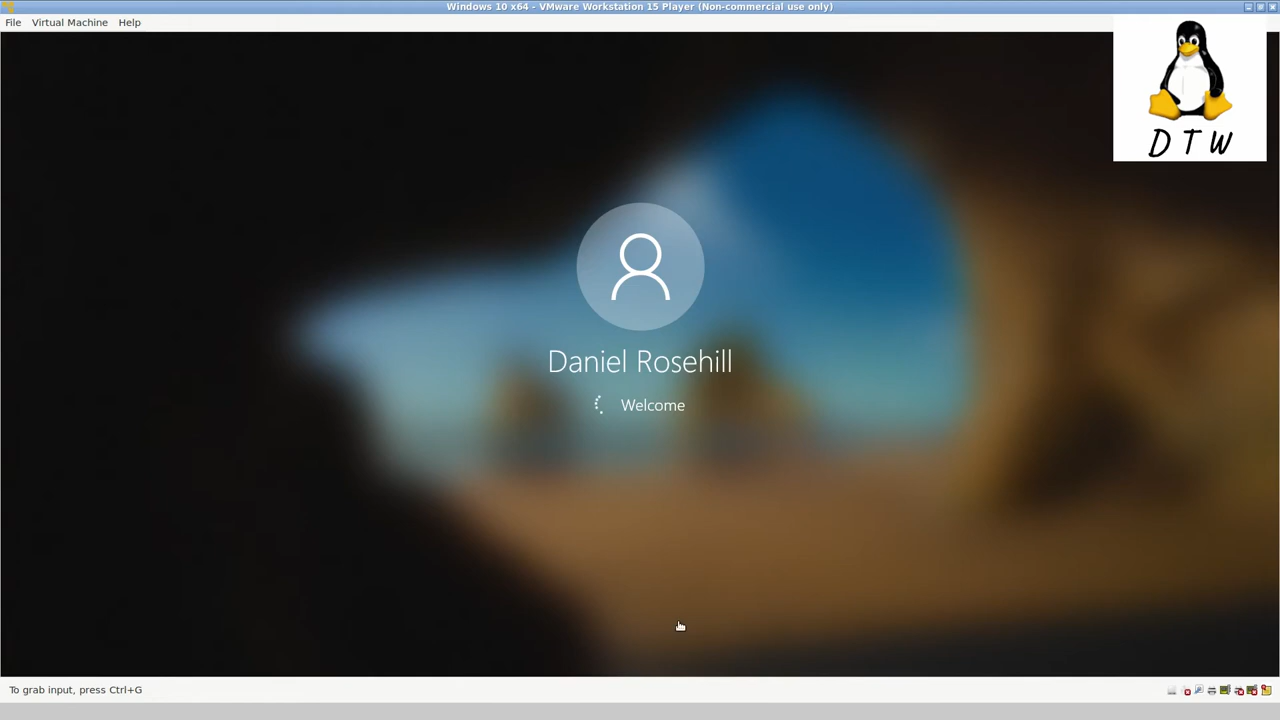 Windows 10 x64 - VMware Workstation 15 Player (Non-commercial use only)
File Virtual Machine Help
DTW
Daniel Rosehill
Welcome
To grab input, press Ctrl+G